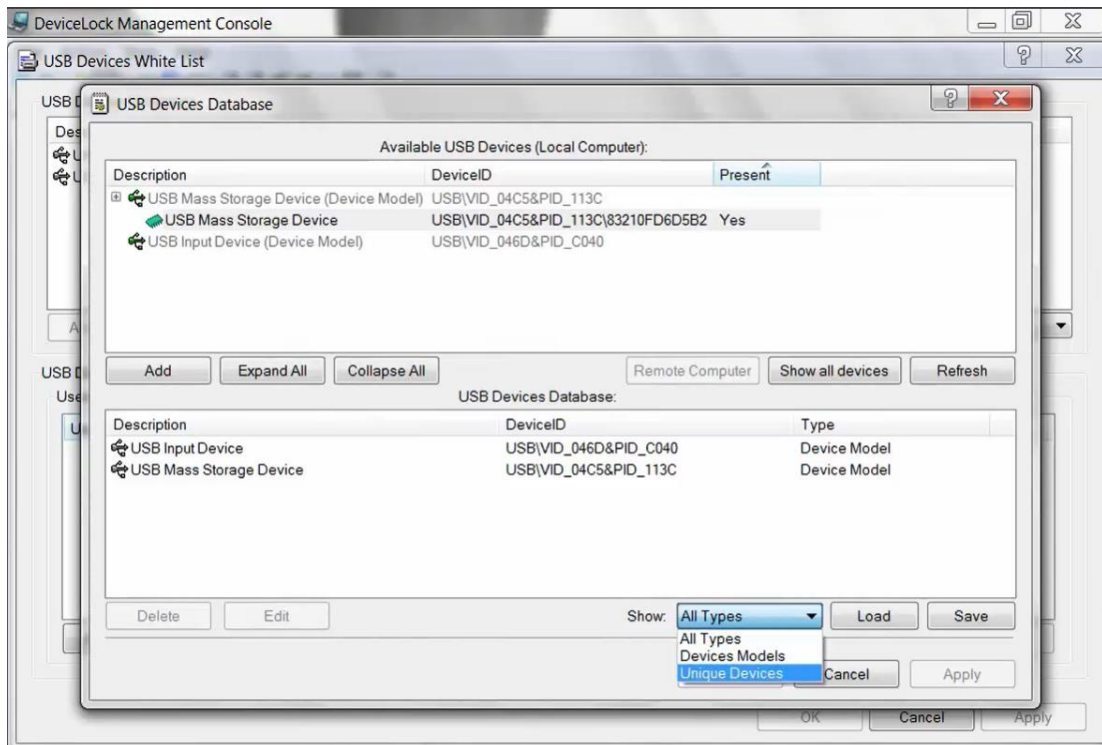 DeviceLock Management Console
USB Devices White List
USB
USB Devices Database
Des
Available USB Devices (Local Computer):
Description DeviceID Present
USB Mass Storage Device (Device Model) USB\VID_04C5&PID_113C
USB Mass Storage Device USB\VID_04C5&PID_113C\83210FD6D5B2 Yes
USB Input Device (Device Model) USB\VID_046D&PID_C040
Add Expand All Collapse All Remote Computer Show all devices Refresh
USB
USB Devices Database:
Use
Description DeviceID Type
USB Input Device USB\VID_046D&PID_C040 Device Model
USB Mass Storage Device USB\VID_04C5&PID_113C Device Model
Delete Edit Show: All Types Load Save
All Types
Devices Models
Unique Devices
Cancel Apply
OK Cancel Apply